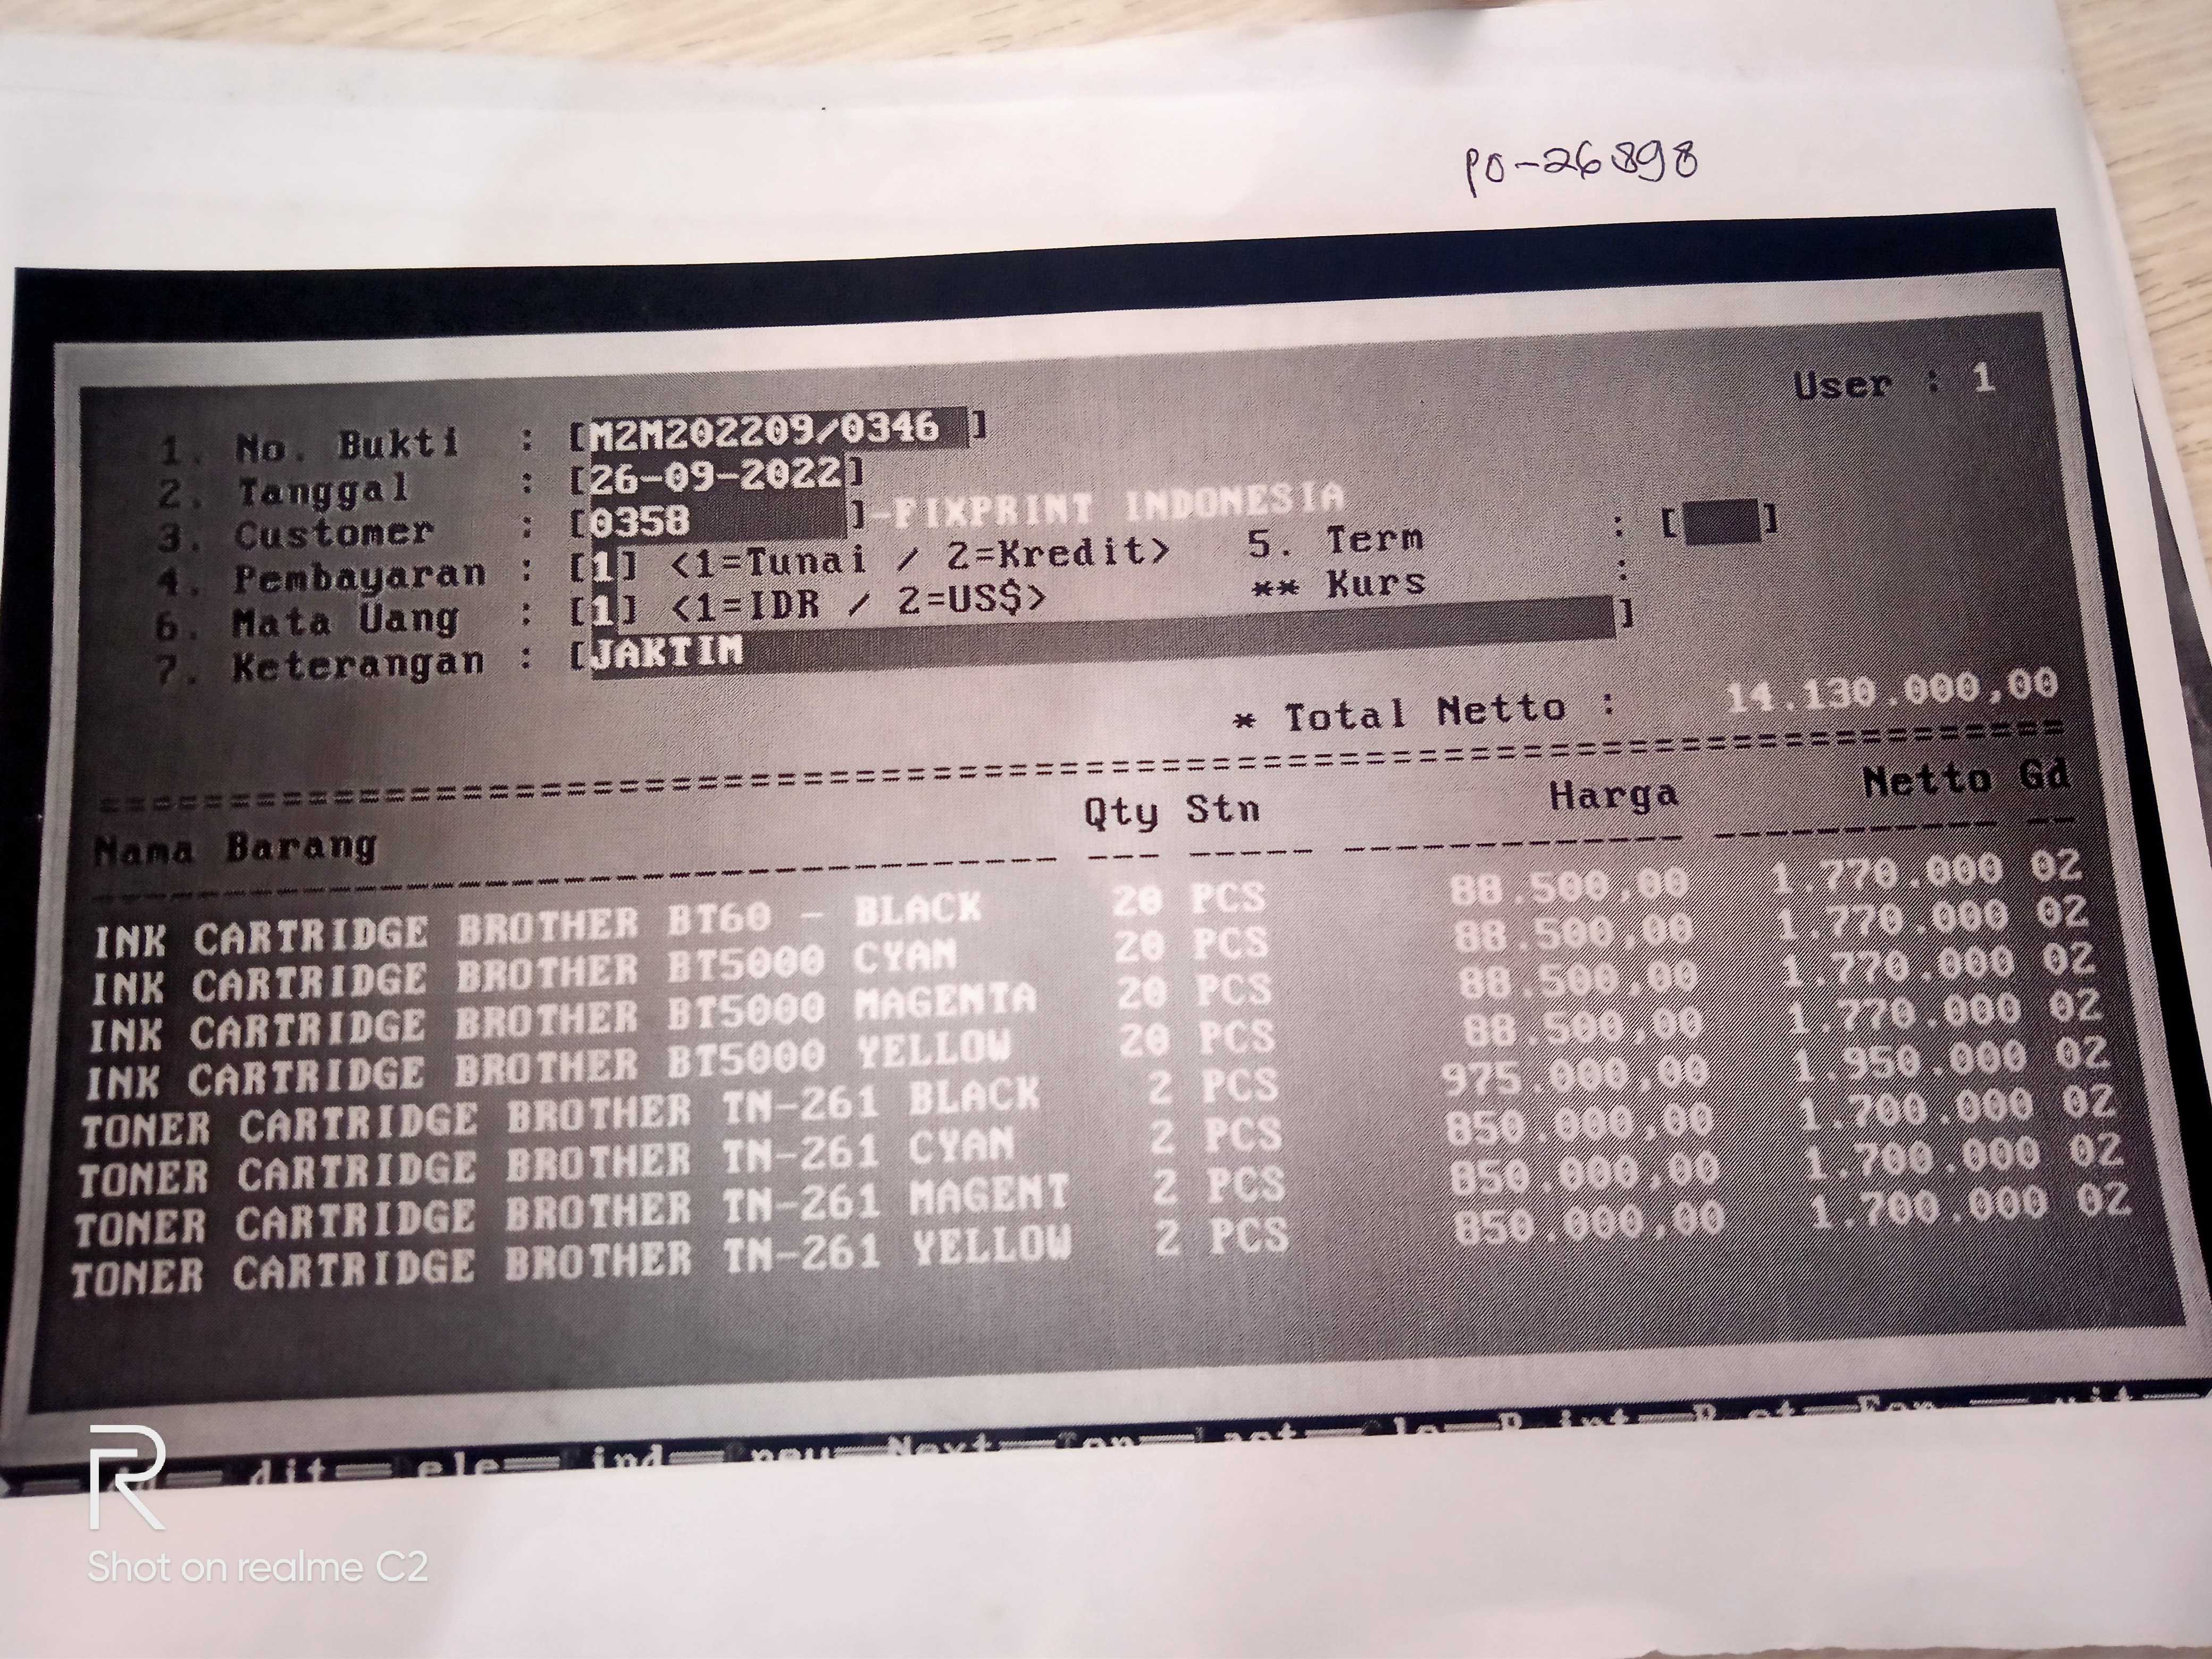 PO-26898
User : 1
1. No. Bukti : [M2M202209/0346 ]
2. Tanggal : [26-09-2022]
3. Customer : [0358 ]-FIXPRINT INDONESIA
4. Pembayaran : [1] <1=Tunai / 2=Kredit> 5. Term : [ ]
6. Mata Uang : [1] <1=IDR / 2=US$> ** Kurs :
7. Keterangan : [JAKTIM ]
* Total Netto : 14.130.000,00
Nama Barang Qty Stn Harga Netto Gd
INK CARTRIDGE BROTHER BT60 - BLACK 20 PCS 88.500,00 1.770.000 02
INK CARTRIDGE BROTHER BT5000 CYAN 20 PCS 88.500,00 1.770.000 02
INK CARTRIDGE BROTHER BT5000 MAGENTA 20 PCS 88.500,00 1.770.000 02
INK CARTRIDGE BROTHER BT5000 YELLOW 20 PCS 88.500,00 1.770.000 02
TONER CARTRIDGE BROTHER TN-261 BLACK 2 PCS 975.000,00 1.950.000 02
TONER CARTRIDGE BROTHER TN-261 CYAN 2 PCS 850.000,00 1.700.000 02
TONER CARTRIDGE BROTHER TN-261 MAGENT 2 PCS 850.000,00 1.700.000 02
TONER CARTRIDGE BROTHER TN-261 YELLOW 2 PCS 850.000,00 1.700.000 02
Shot on realme C2